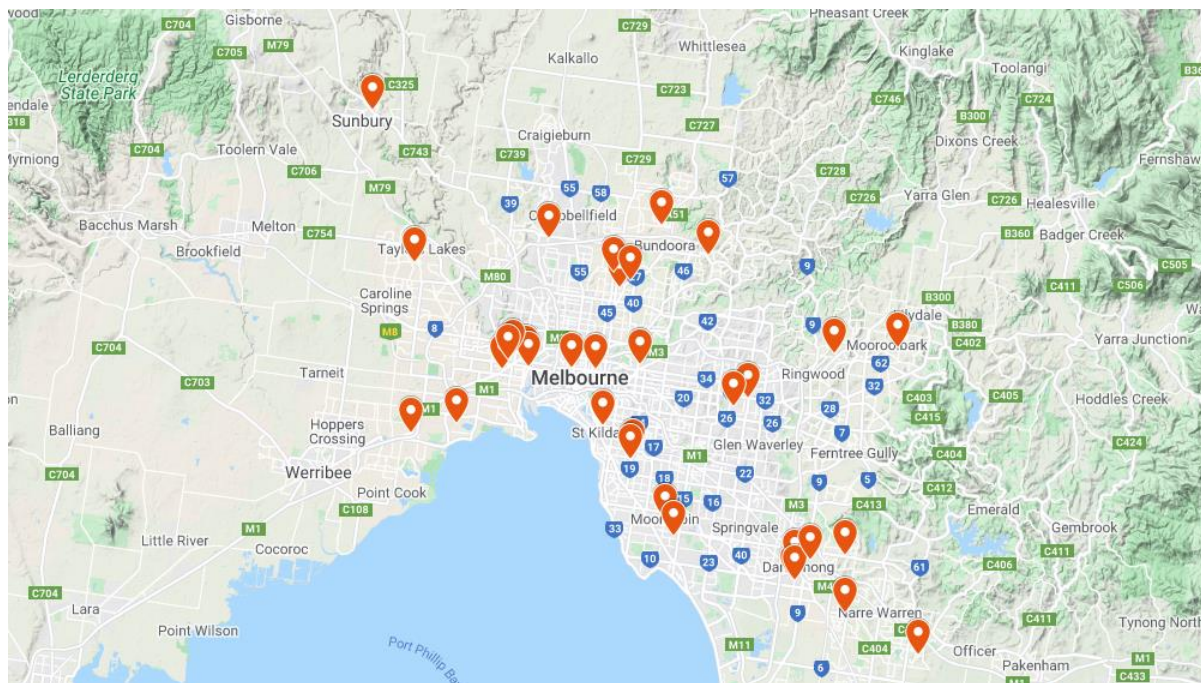 C704
Gisborne
C729
Pheasant Creek
C705
M79
Whittlesea
Kinglake
Kalkallo
Toolangi
Lerderderg
State Park
C325
C723
C746
C724
Sunbury
B300
318
C727
Craigieburn
Dixons Creek
Myrniong
C704
Toolern Vale
C743
C739
C729
Fernshaw
C706
C728
M79
55
58
57
C726
Yarra Glen
39
C726
Healesville
Bacchus Marsh
Melton
C754
Bundoora
B360
Badger Creek
Brookfield
M80
55
46
9
C505
C506
C411
Caroline
Springs
40
B300
45
8
M8
42
9
B380
C704
M3
C402
Yarra Junction
62
Melbourne
34
Ringwood
32
Tameit
C703
M1
20
32
C403
C405
Hoppers
Crossing
M1
26
26
28
C415
Hoddles Creek
Balliang
17
Glen Waverley
7
C424
C704
Werribee
M1
Ferntree Gully
C404
19
22
18
9
5
C412
Point Cook
15
16
M3
C413
Emerald
C108
Springvale
Gembrook
M1
33
Little River
Cocoroc
10
23
40
C411
61
C406
C704
9
Narre Warren
Lara
C411
Tynong North
Point Wilson
M11
C404
Officer
M1
6
Pakenham
C433
M1